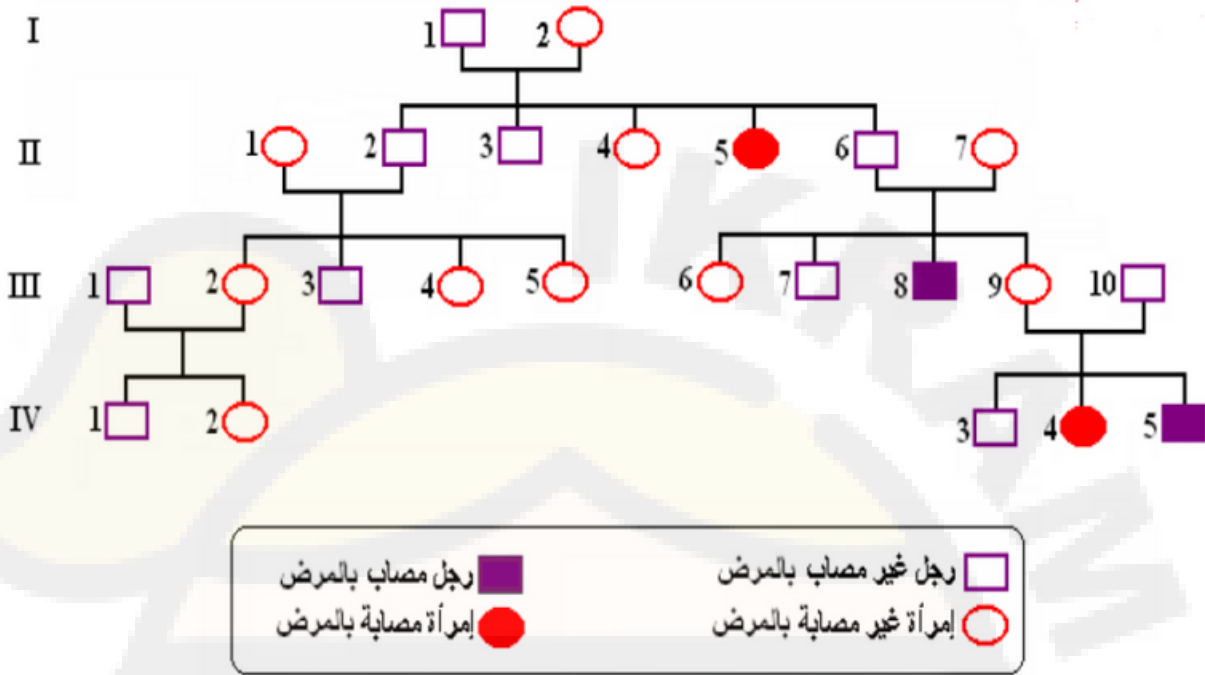 I
1 2
II
1 2 3 4 5 6 7
III
1 2 3 4 5 6 7 8 9 10
IV
1 2 3 4 5
رجل غير مصاب بالمرض رجل مصاب بالمرض
إمرأة غير مصابة بالمرض إمرأة مصابة بالمرض
IKRAM